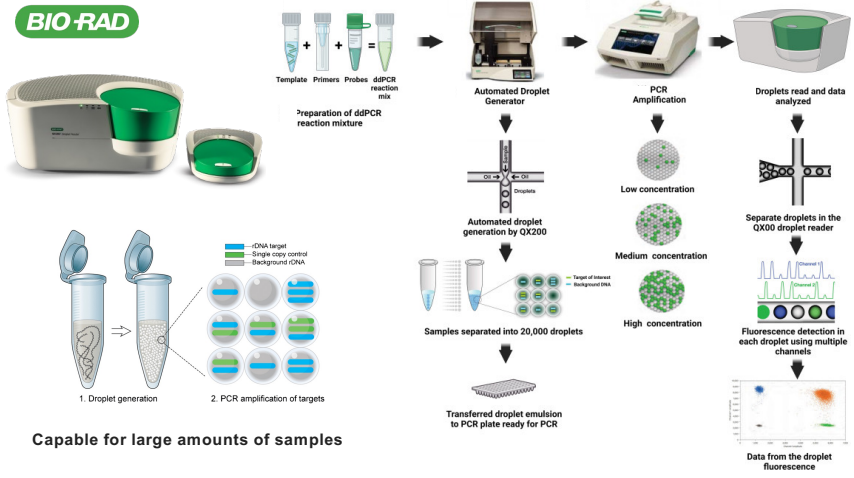 BIO-RAD
Template
Primers
Probes
ddPCR
reaction
mix
+
+
=
Preparation of ddPCR
reaction mixture
Automated Droplet
Generator
PCR
Amplification
Droplets read and data
analyzed
Sample
Oil
Oil
Droplets
Automated droplet
generation by QX200
Low concentration
Medium concentration
High concentration
Separate droplets in the
QX00 droplet reader
Target of Interest
Background DNA
Samples separated into 20,000 droplets
Channel 1
Channel 2
Fluorescence detection in
each droplet using multiple
channels
Transferred droplet emulsion
to PCR plate ready for PCR
Data from the droplet
fluorescence
rDNA target
Single copy control
Background rDNA
1. Droplet generation
2. PCR amplification of targets
Capable for large amounts of samples